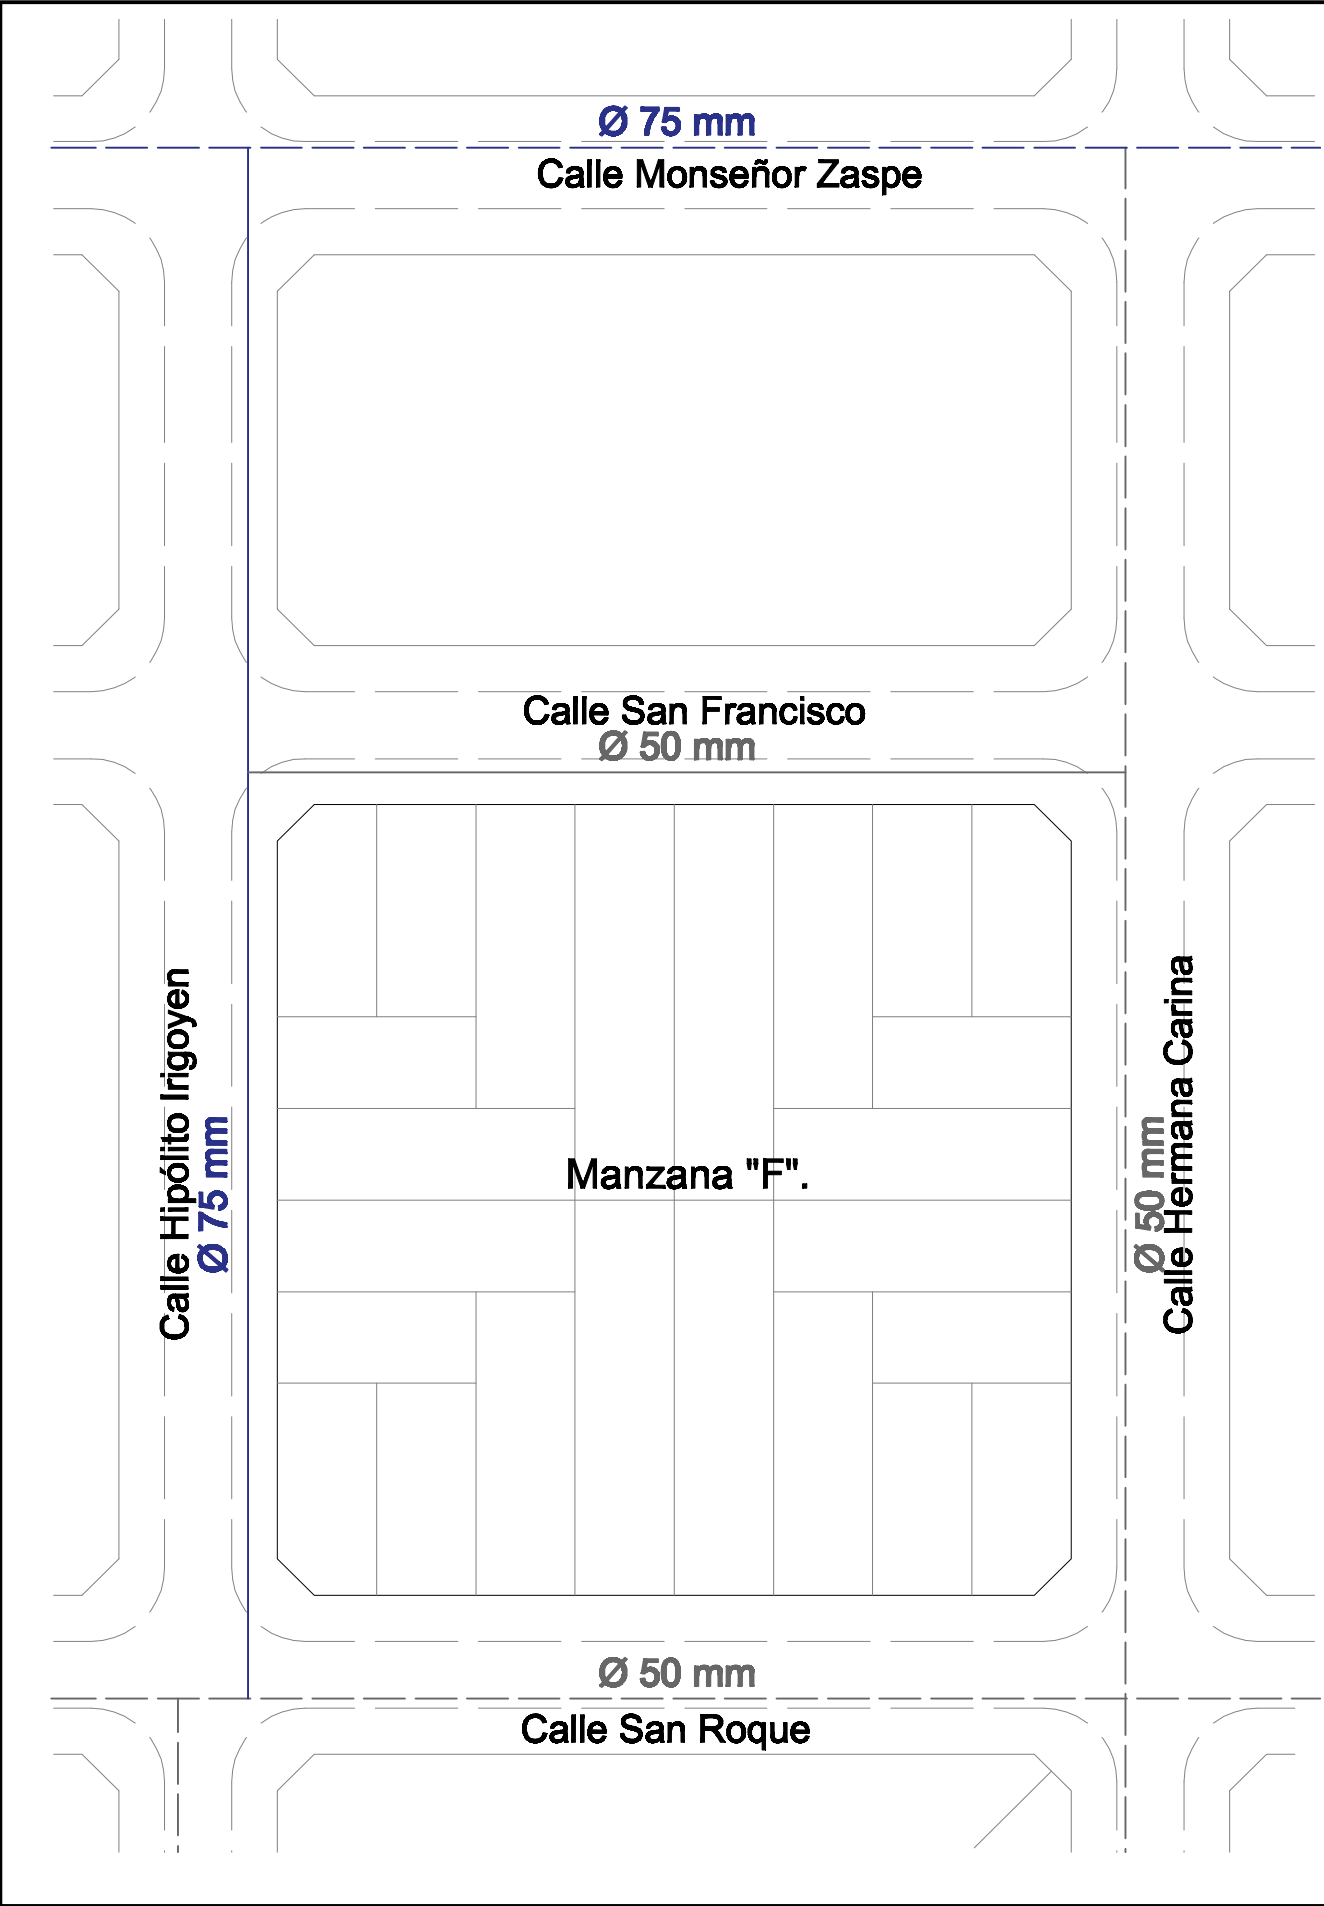 Ø 75 mm
Calle Monseñor Zaspe
Calle San Francisco
Ø 50 mm
Calle Hipólito Irigoyen
Ø 75 mm
Manzana "F".
Ø 50 mm
Calle Hermana Carina
Ø 50 mm
Calle San Roque